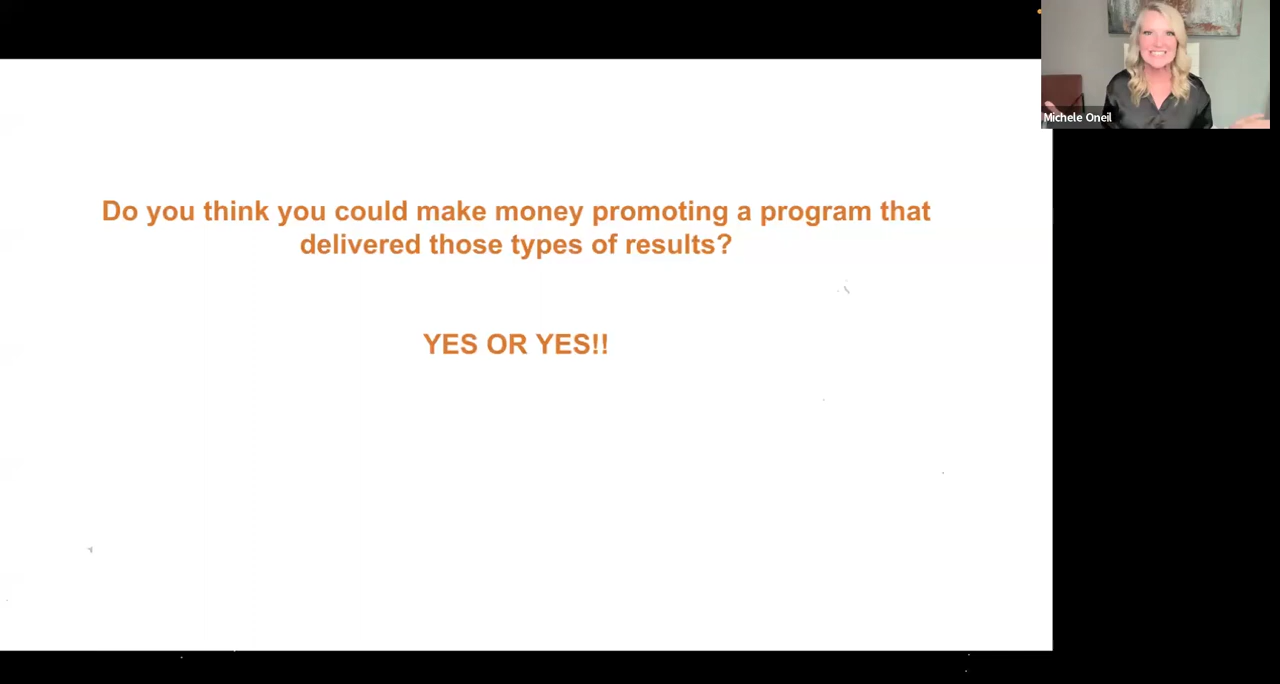 Michele Oneil
Do you think you could make money promoting a program that
delivered those types of results?
YES OR YES!!